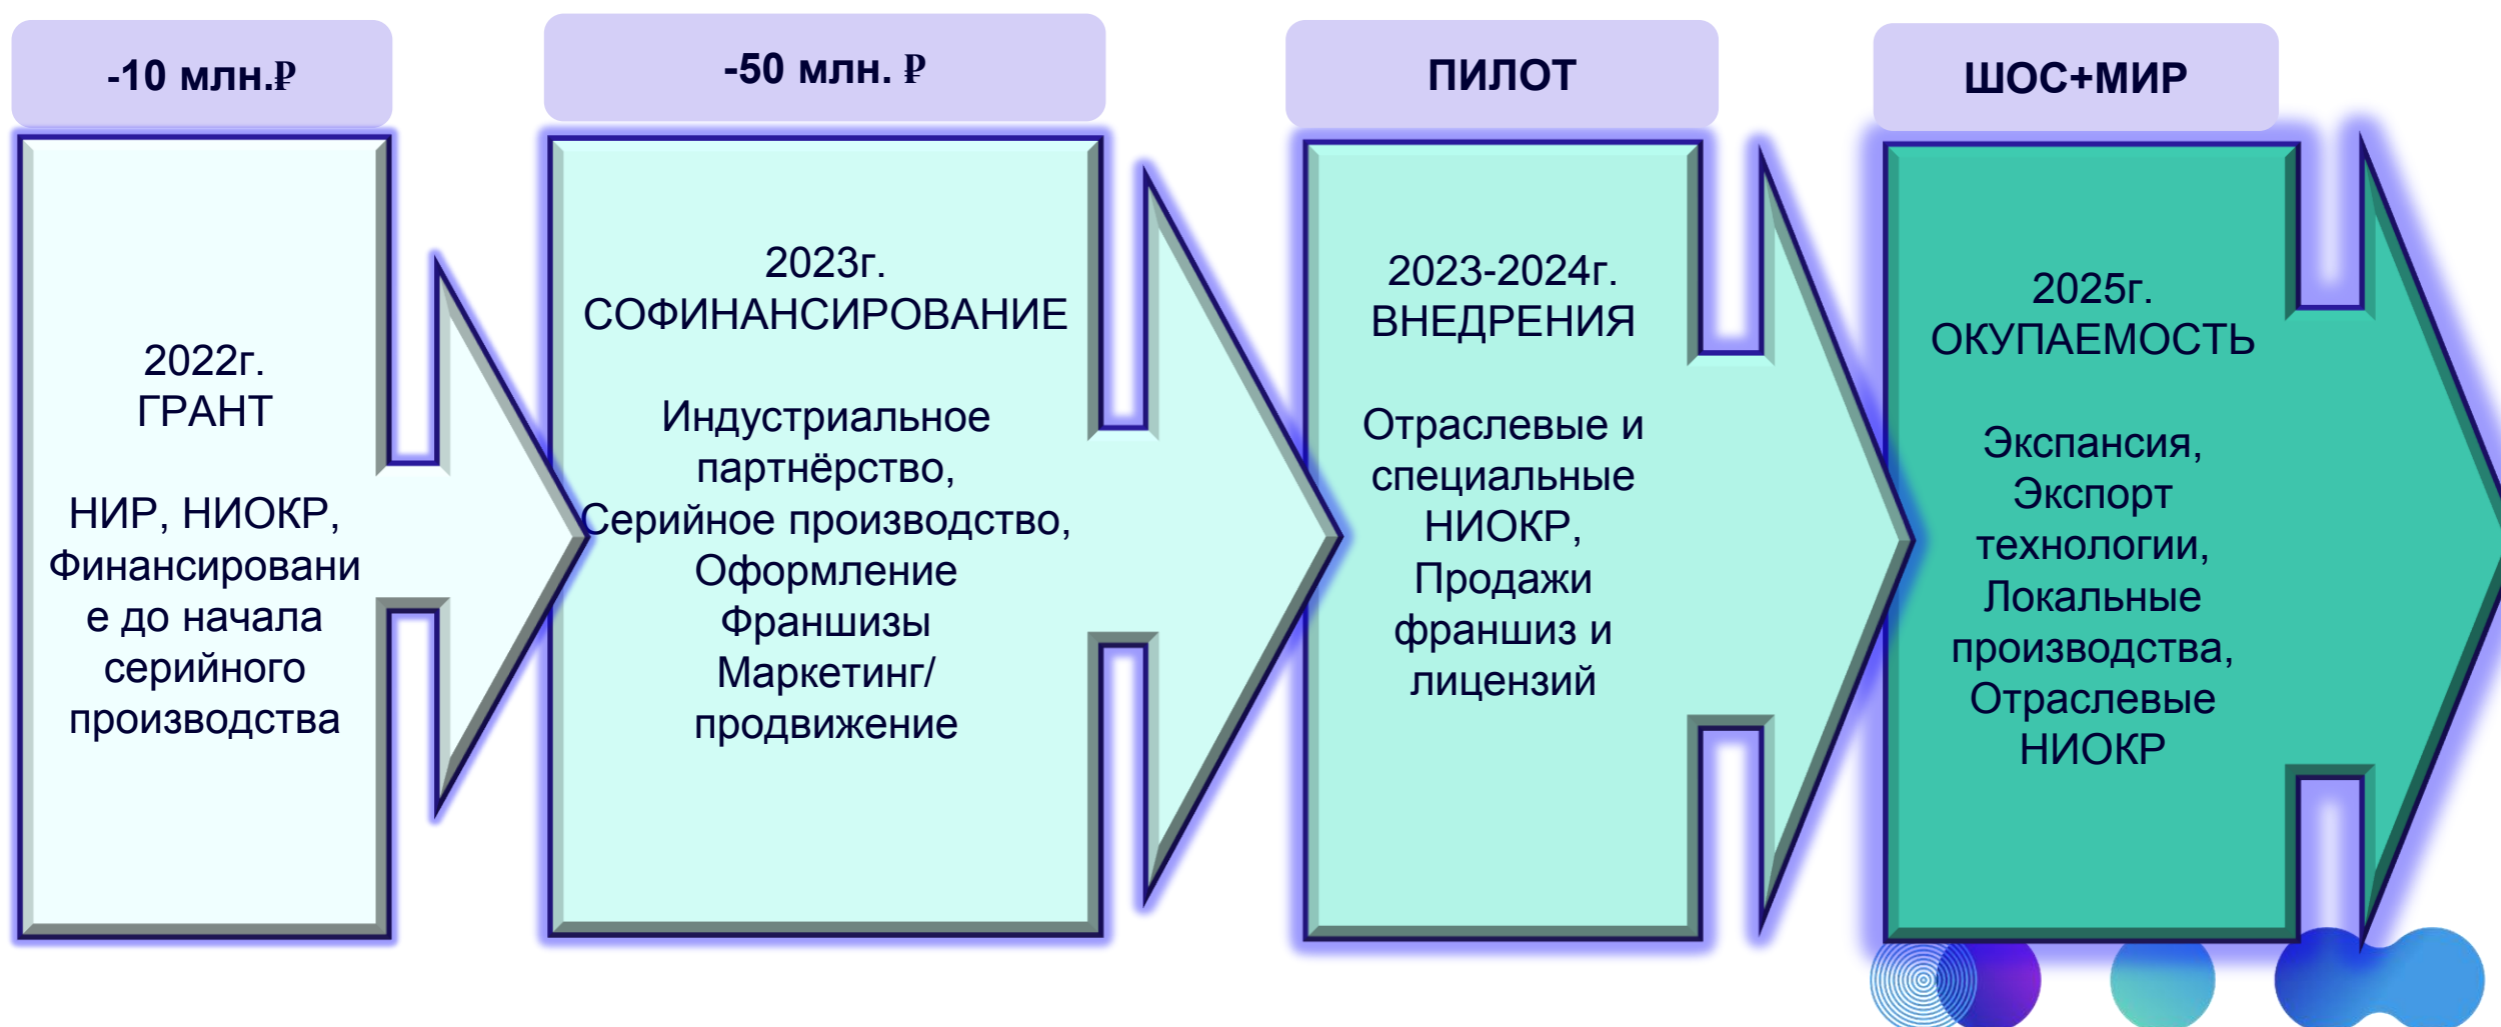 -10 млн.₽
2022г.
ГРАНТ
НИР, НИОКР,
Финансировани
е до начала
серийного
производства
-50 млн. ₽
2023г.
СОФИНАНСИРОВАНИЕ
Индустриальное
партнёрство,
Серийное производство,
Оформление
Франшизы
Маркетинг/
продвижение
ПИЛОТ
2023-2024г.
ВНЕДРЕНИЯ
Отраслевые и
специальные
НИОКР,
Продажи
франшиз и
лицензий
ШОС+МИР
2025г.
ОКУПАЕМОСТЬ
Экспансия,
Экспорт
технологии,
Локальные
производства,
Отраслевые
НИОКР